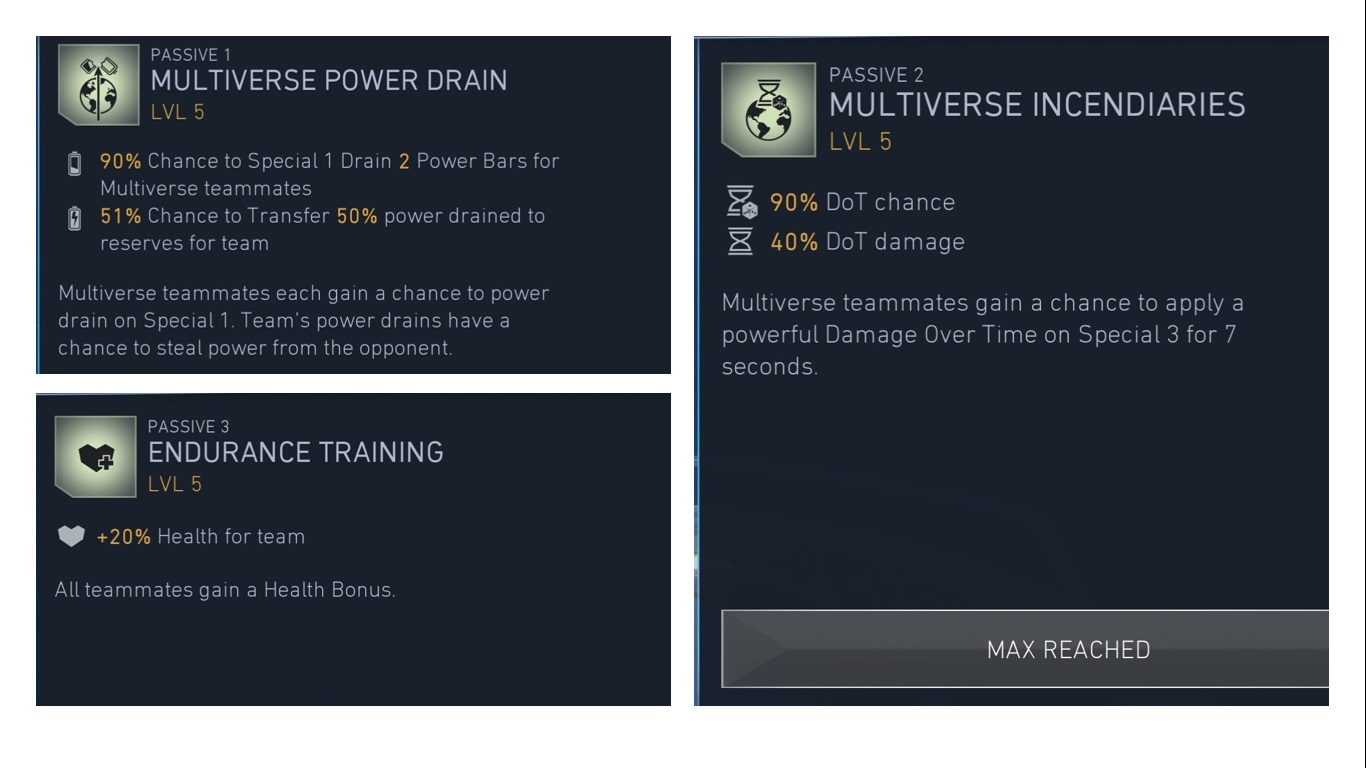 PASSIVE 1
MULTIVERSE POWER DRAIN
LVL 5
90% Chance to Special 1 Drain 2 Power Bars for
Multiverse teammates
51% Chance to Transfer 50% power drained to
reserves for team
Multiverse teammates each gain a chance to power
drain on Special 1. Team's power drains have a
chance to steal power from the opponent.
PASSIVE 3
ENDURANCE TRAINING
LVL 5
+20% Health for team
All teammates gain a Health Bonus.
PASSIVE 2
MULTIVERSE INCENDIARIES
LVL 5
90% DoT chance
40% DoT damage
Multiverse teammates gain a chance to apply a
powerful Damage Over Time on Special 3 for 7
seconds.
MAX REACHED